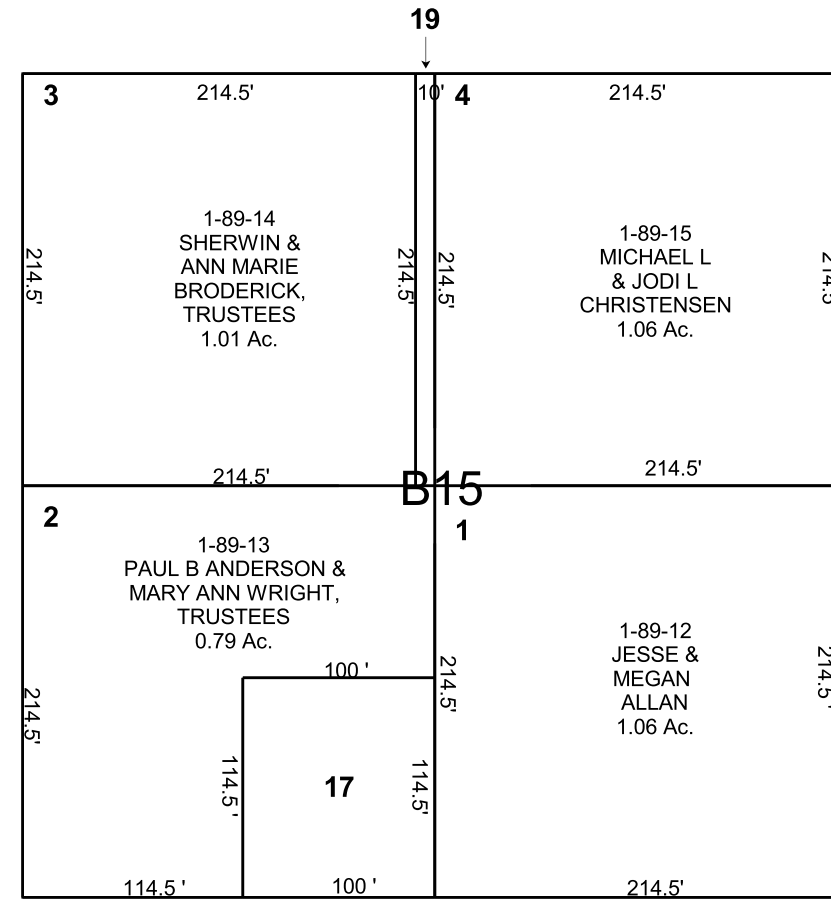 19
3
214.5'
10'
4
214.5'
1-89-14
SHERWIN &
ANN MARIE
BRODERICK,
TRUSTEES
1.01 Ac.
214.5'
214.5'
214.5'
1-89-15
MICHAEL L
& JODI L
CHRISTENSEN
1.06 Ac.
214.5
214.5'
214.5'
B15
2
1
1-89-13
PAUL B ANDERSON &
MARY ANN WRIGHT,
TRUSTEES
0.79 Ac.
1-89-12
JESSE &
MEGAN
ALLAN
1.06 Ac.
100 '
214.5'
214.5'
214.5'
114.5 '
17
114.5'
114.5 '
100 '
214.5'